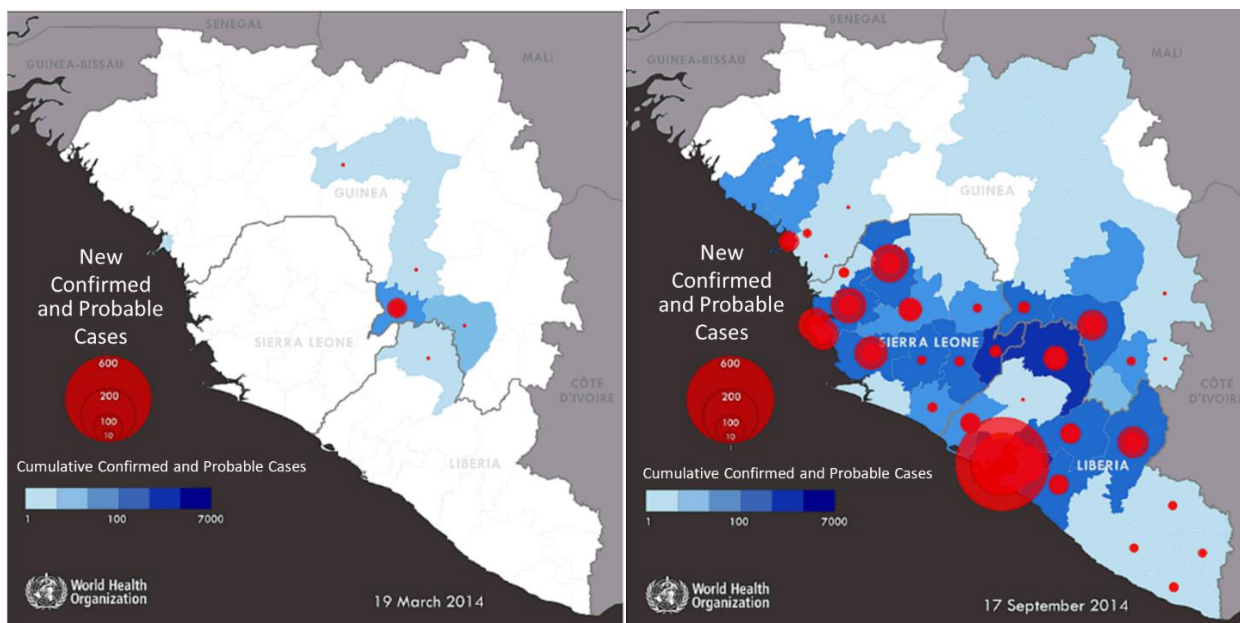 SENEGAL
GUINEA-BISSAU
MALI
GUINEA
New
Confirmed
and Probable
Cases
600
200
100
10
SIERRA LEONE
CÔTE
D'IVOIRE
LIBERIA
Cumulative Confirmed and Probable Cases
1
100
7000
World Health
Organization
19 March 2014
SENEGAL
GUINEA-BISSAU
MALI
GUINEA
New
Confirmed
and Probable
Cases
600
200
100
10
SIERRA LEONE
CÔTE
D'IVOIRE
LIBERIA
Cumulative Confirmed and Probable Cases
1
100
7000
World Health
Organization
17 September 2014